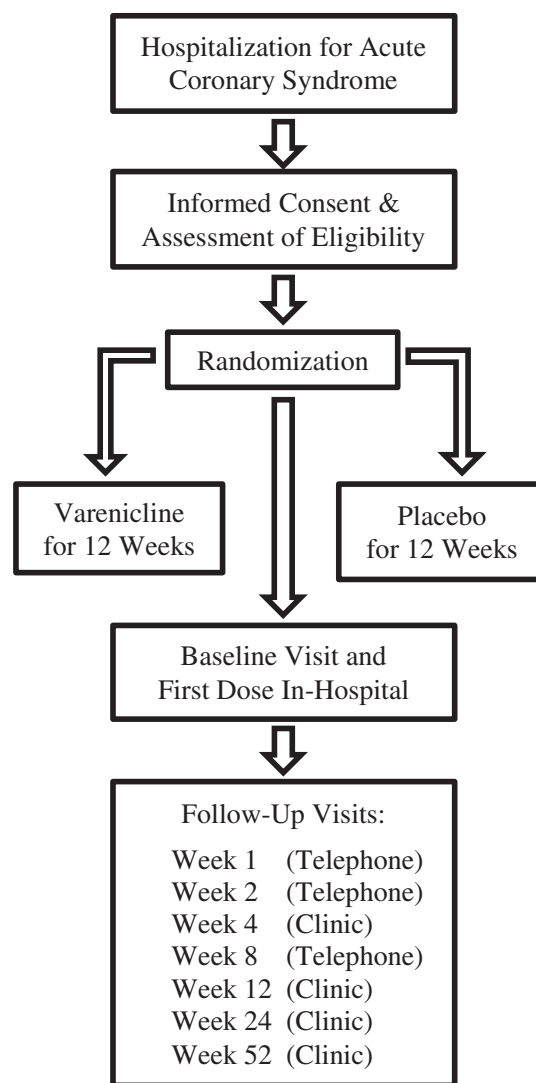 Hospitalization for Acute
Coronary Syndrome
Informed Consent &
Assessment of Eligibility
Randomization
Varenicline
for 12 Weeks
Placebo
for 12 Weeks
Baseline Visit and
First Dose In-Hospital
Follow-Up Visits:
Week 1 (Telephone)
Week 2 (Telephone)
Week 4 (Clinic)
Week 8 (Telephone)
Week 12 (Clinic)
Week 24 (Clinic)
Week 52 (Clinic)